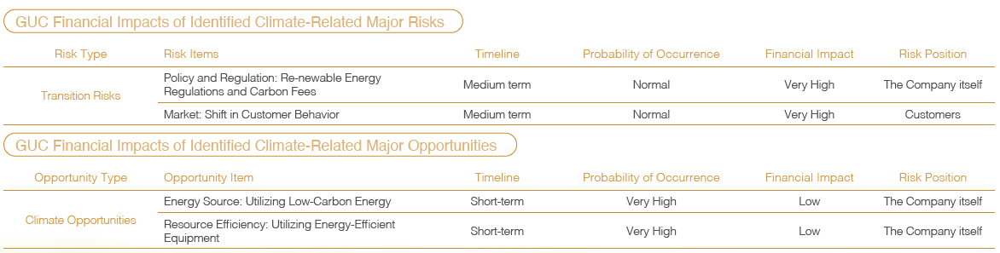 GUC Financial Impacts of Identified Climate-Related Major Risks
Risk Type Risk Items Timeline Probability of Occurrence Financial Impact Risk Position
Transition Risks
Policy and Regulation: Re-newable Energy
Regulations and Carbon Fees
Medium term Normal Very High The Company itself
Market: Shift in Customer Behavior Medium term Normal Very High Customers
GUC Financial Impacts of Identified Climate-Related Major Opportunities
Opportunity Type Opportunity Item Timeline Probability of Occurrence Financial Impact Risk Position
Climate Opportunities
Energy Source: Utilizing Low-Carbon Energy Short-term Very High Low The Company itself
Resource Efficiency: Utilizing Energy-Efficient
Equipment
Short-term Very High Low The Company itself